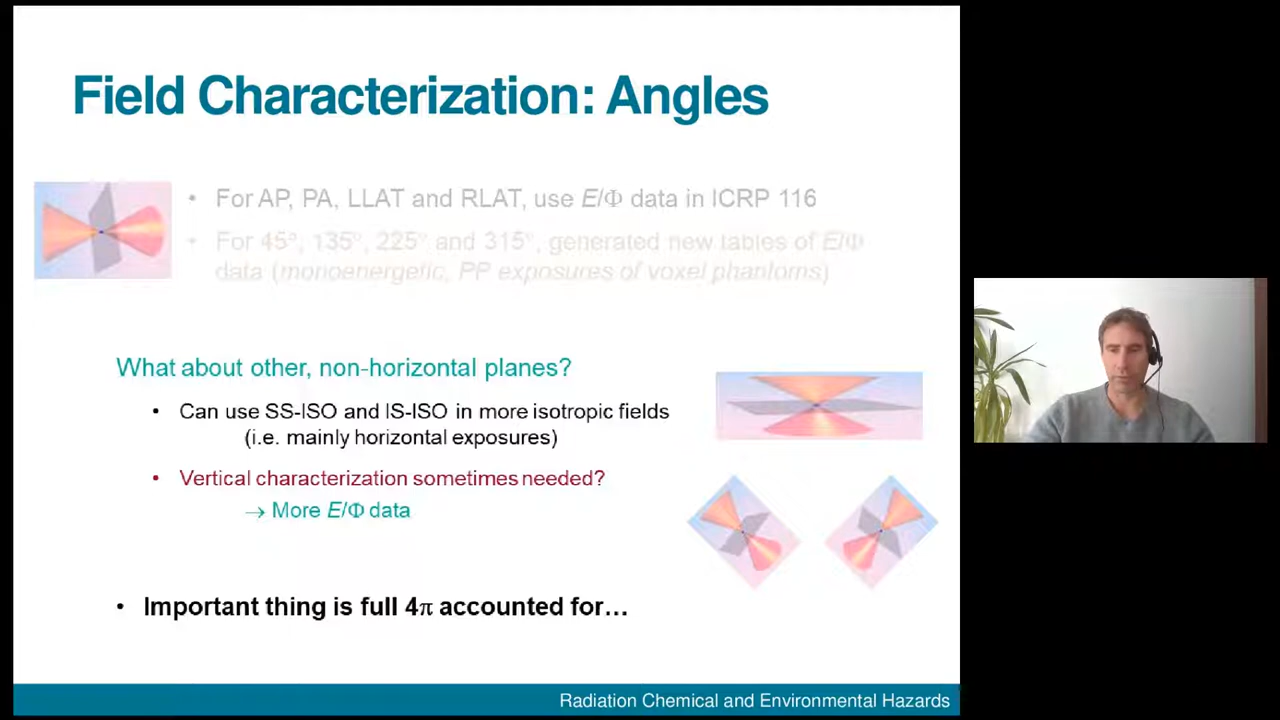 Field Characterization: Angles
• For AP, PA, LLAT and RLAT, use E/Φ data in ICRP 116
• For 45°, 135°, 225° and 315°, generated new tables of E/Φ
data (monoenergetic, PP exposures of voxel phantoms)
What about other, non-horizontal planes?
• Can use SS-ISO and IS-ISO in more isotropic fields
(i.e. mainly horizontal exposures)
• Vertical characterization sometimes needed?
→ More E/Φ data
• Important thing is full 4π accounted for…
Radiation Chemical and Environmental Hazards